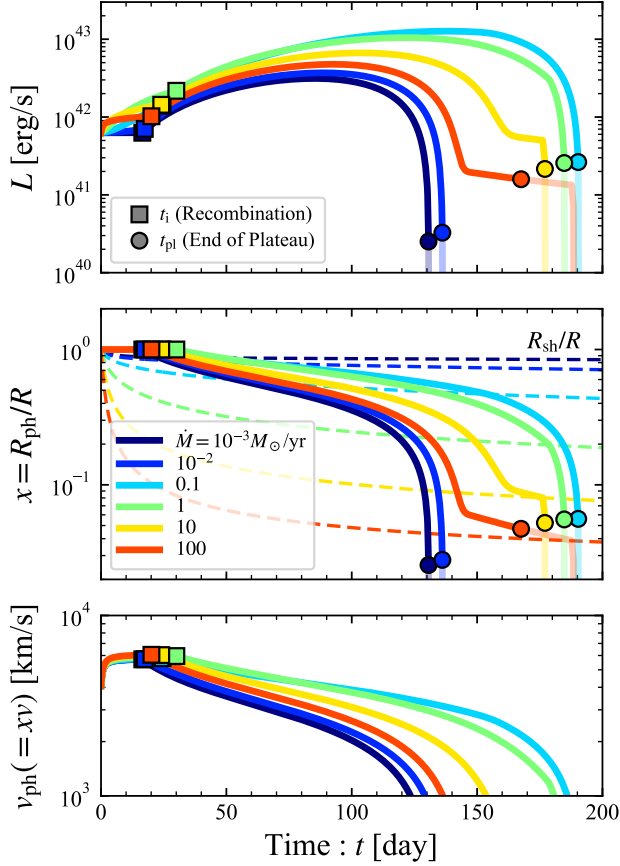 10^43
10^42
10^41
10^40
L [erg/s]
t_i (Recombination)
t_pl (End of Plateau)
10^0
10^−1
x = R_ph/R
R_sh/R
Ṁ = 10^−3 M_⊙/yr
10^−2
0.1
1
10
100
10^4
10^3
v_ph(= xv) [km/s]
0 50 100 150 200
Time : t [day]